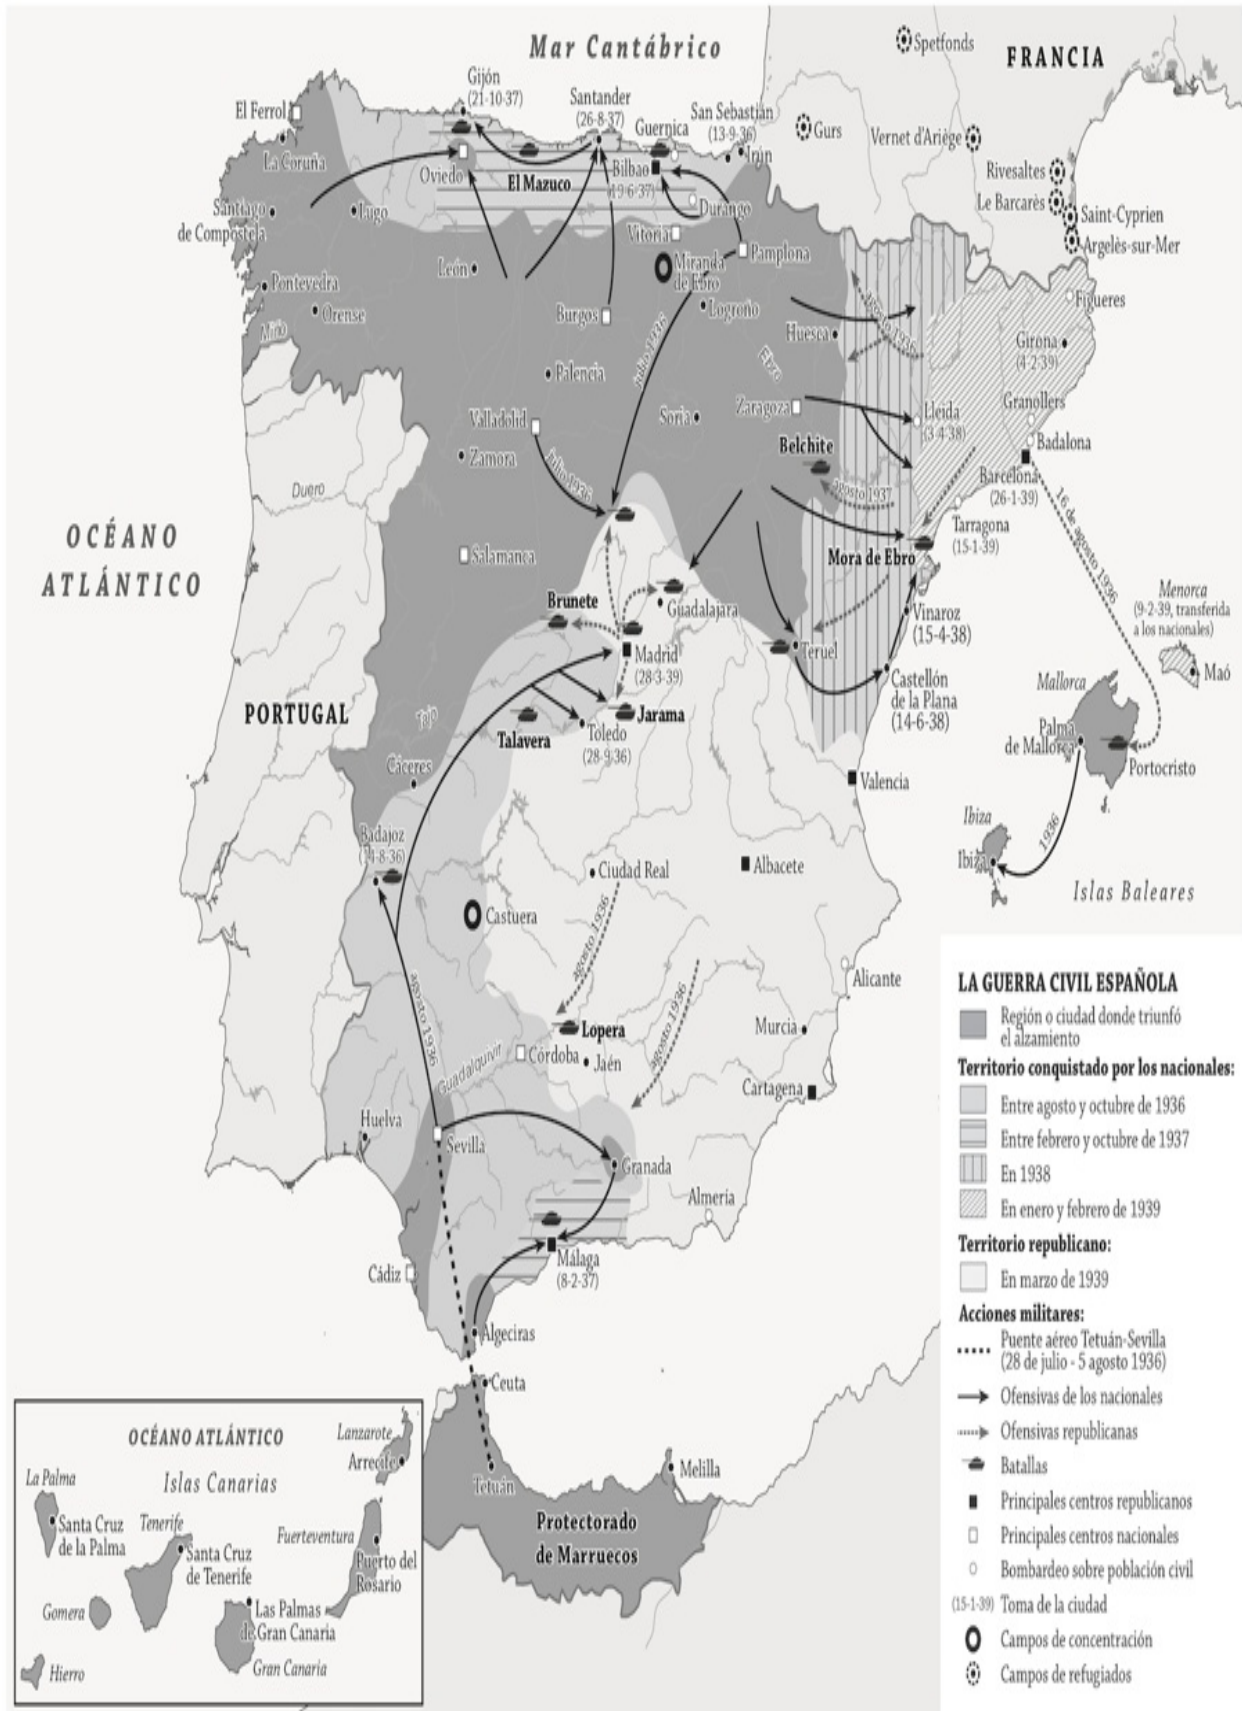 Mar Cantábrico
FRANCIA
Spetfonds
Gurs
Vernet d'Ariège
Rivesaltes
Le Barcarès
Saint-Cyprien
Argelès-sur-Mer
Gijón
(21-10-37)
Santander
(26-8-37)
San Sebastián
(13-9-36)
Guernica
Irún
El Ferrol
La Coruña
Oviedo
El Mazuco
Bilbao
(19-6-37)
Durango
Santiago
de Compostela
Lugo
Vitoria
Pamplona
León
Miranda
de Ebro
Pontevedra
Orense
Burgos
Logroño
Huesca
agosto 1936
Figueres
Girona
(4-2-39)
Miño
julio 1936
Ebro
Palencia
Valladolid
Soria
Zaragoza
Lleida
(3-4-38)
Granollers
Badalona
Barcelona
(26-1-39)
Zamora
julio 1936
Belchite
agosto 1937
Duero
Tarragona
(15-1-39)
16 de agosto 1936
OCÉANO
ATLÁNTICO
Salamanca
Mora de Ebro
Brunete
Guadalajara
Menorca
(9-2-39, transferida
a los nacionales)
Maó
Vinaroz
(15-4-38)
Madrid
(28-3-39)
Teruel
Castellón
de la Plana
(14-6-38)
Mallorca
Palma
de Mallorca
Portocristo
PORTUGAL
Tajo
Talavera
Toledo
(28-9-36)
Jarama
Cáceres
Valencia
Ibiza
Ibiza
1936
Islas Baleares
Badajoz
(14-8-36)
Ciudad Real
Albacete
Castuera
agosto 1936
Alicante
agosto 1936
agosto 1936
Lopera
Murcia
Guadalquivir
Córdoba
Jaén
Cartagena
Huelva
Sevilla
Granada
Almería
Cádiz
Málaga
(8-2-37)
Algeciras
Ceuta
Tetuán
Melilla
Protectorado
de Marruecos
OCÉANO ATLÁNTICO
Islas Canarias
Lanzarote
Arrecife
La Palma
Santa Cruz
de la Palma
Tenerife
Santa Cruz
de Tenerife
Fuerteventura
Puerto del
Rosario
Gomera
Las Palmas
de Gran Canaria
Gran Canaria
Hierro
LA GUERRA CIVIL ESPAÑOLA
Región o ciudad donde triunfó
el alzamiento
Territorio conquistado por los nacionales:
Entre agosto y octubre de 1936
Entre febrero y octubre de 1937
En 1938
En enero y febrero de 1939
Territorio republicano:
En marzo de 1939
Acciones militares:
Puente aéreo Tetuán-Sevilla
(28 de julio - 5 agosto 1936)
Ofensivas de los nacionales
Ofensivas republicanas
Batallas
Principales centros republicanos
Principales centros nacionales
Bombardeo sobre población civil
(15-1-39) Toma de la ciudad
Campos de concentración
Campos de refugiados